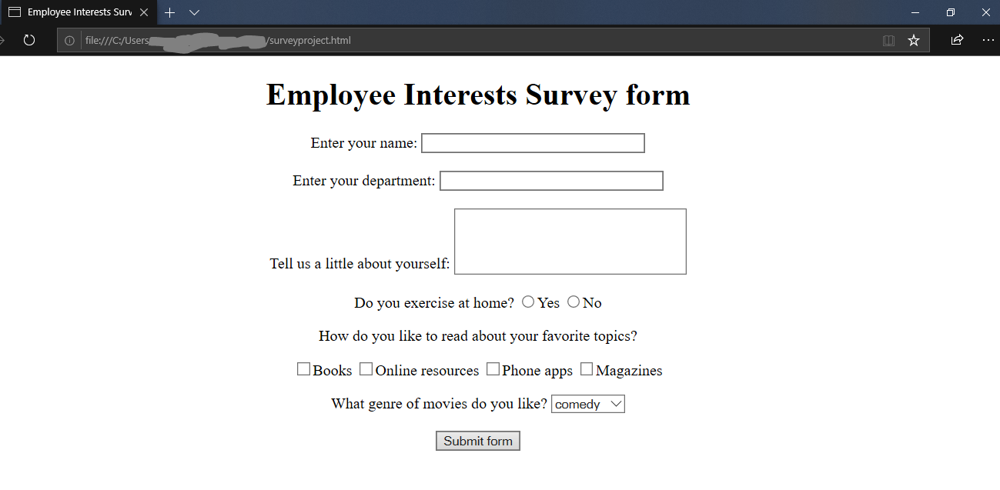 Employee Interests Surv
file:///C:/Users /surveyproject.html
Employee Interests Survey form
Enter your name:
Enter your department:
Tell us a little about yourself:
Do you exercise at home? Yes No
How do you like to read about your favorite topics?
Books Online resources Phone apps Magazines
What genre of movies do you like? comedy
Submit form